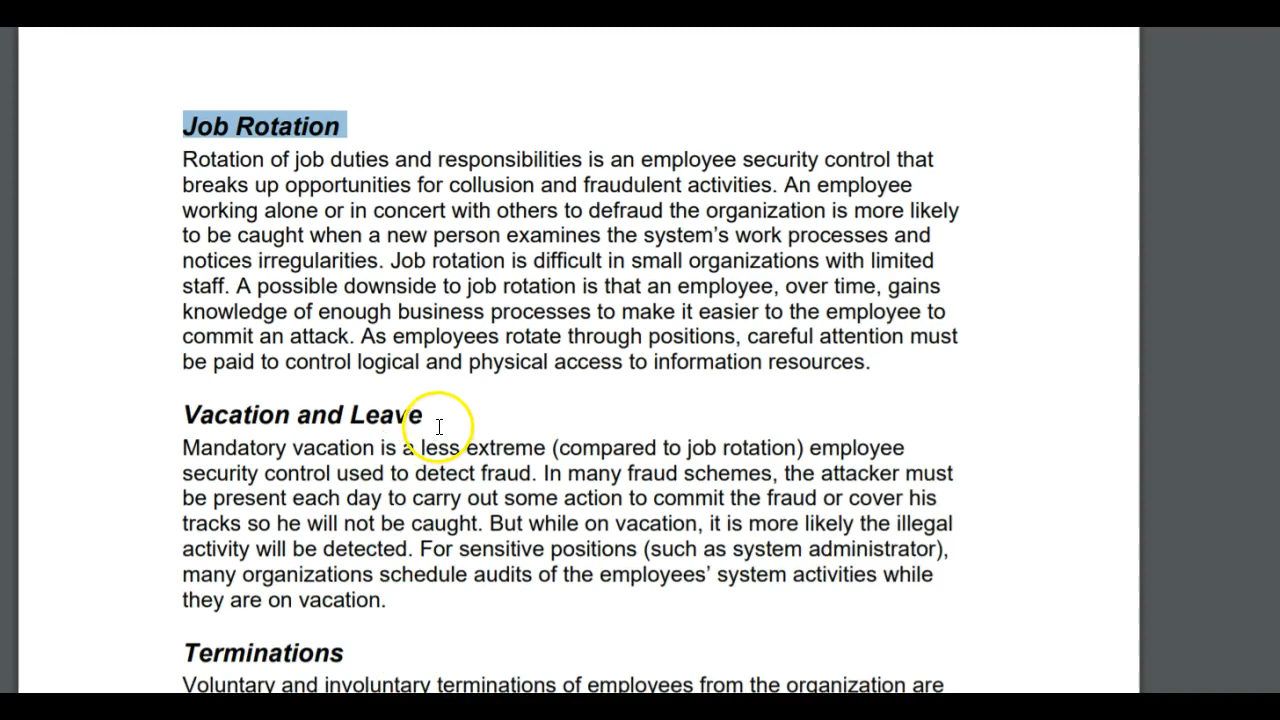 Job Rotation
Rotation of job duties and responsibilities is an employee security control that
breaks up opportunities for collusion and fraudulent activities. An employee
working alone or in concert with others to defraud the organization is more likely
to be caught when a new person examines the system’s work processes and
notices irregularities. Job rotation is difficult in small organizations with limited
staff. A possible downside to job rotation is that an employee, over time, gains
knowledge of enough business processes to make it easier to the employee to
commit an attack. As employees rotate through positions, careful attention must
be paid to control logical and physical access to information resources.
Vacation and Leave
Mandatory vacation is a less extreme (compared to job rotation) employee
security control used to detect fraud. In many fraud schemes, the attacker must
be present each day to carry out some action to commit the fraud or cover his
tracks so he will not be caught. But while on vacation, it is more likely the illegal
activity will be detected. For sensitive positions (such as system administrator),
many organizations schedule audits of the employees’ system activities while
they are on vacation.
Terminations
Voluntary and involuntary terminations of employees from the organization are